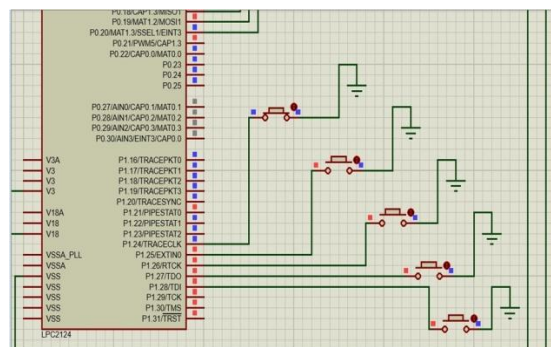 P0.18/CAP1.3/MISO1
P0.19/MAT1.2/MOSI1
P0.20/MAT1.3/SSEL1/EINT3
P0.21/PWM5/CAP1.3
P0.22/CAP0.0/MAT0.0
P0.23
P0.24
P0.25
P0.27/AIN0/CAP0.1/MAT0.1
P0.28/AIN1/CAP0.2/MAT0.2
P0.29/AIN2/CAP0.3/MAT0.3
P0.30/AIN3/EINT3/CAP0.0
V3A P1.16/TRACEPKT0
V3 P1.17/TRACEPKT1
V3 P1.18/TRACEPKT2
V3 P1.19/TRACEPKT3
P1.20/TRACESYNC
V18A P1.21/PIPESTAT0
V18 P1.22/PIPESTAT1
V18 P1.23/PIPESTAT2
P1.24/TRACECLK
VSSA_PLL P1.25/EXTIN0
VSSA P1.26/RTCK
VSS P1.27/TDO
VSS P1.28/TDI
VSS P1.29/TCK
VSS P1.30/TMS
VSS P1.31/TRST
LPC2124